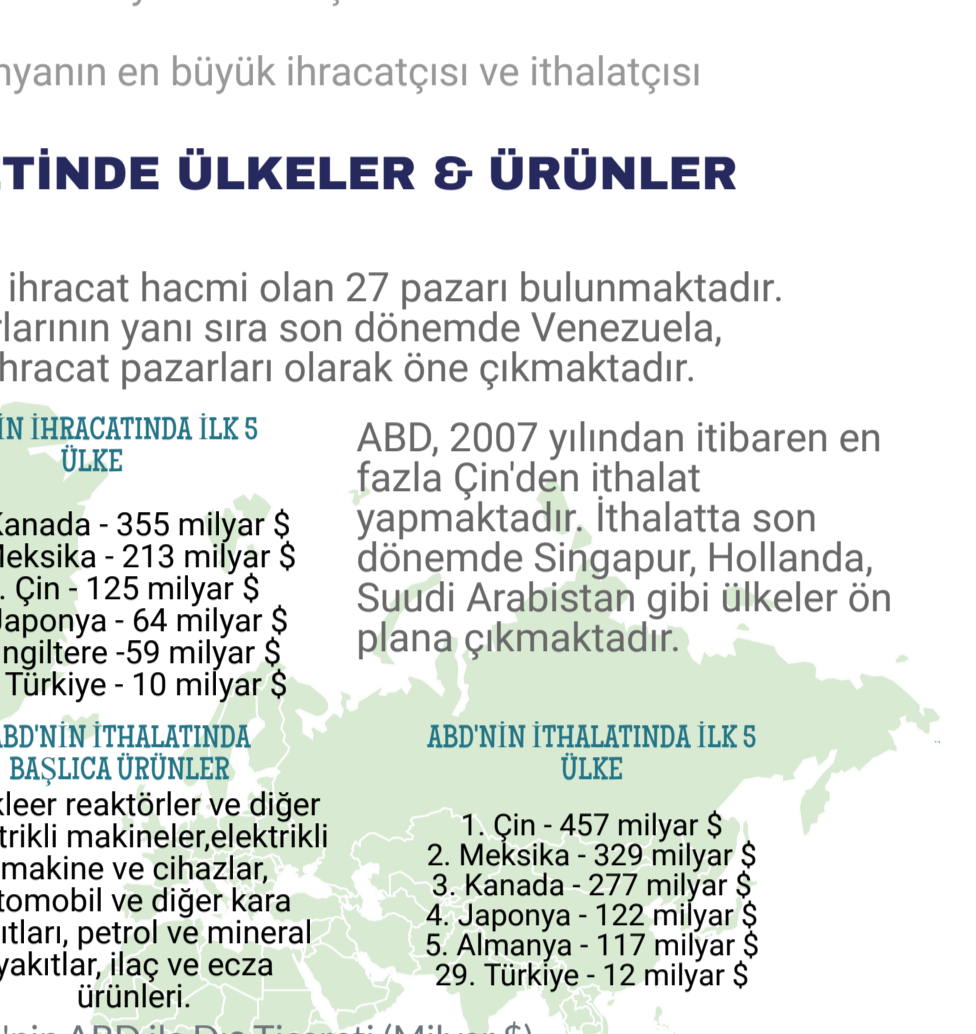 en büyük ihracatçısı ve ithalatçısı
ÜLKELER & ÜRÜNLER
ihracat hacmi olan 27 pazarı bulunmaktadır.
yanı sıra son dönemde Venezuela,
pazarları olarak öne çıkmaktadır.
İHRACATINDA İLK 5
ÜLKE
Kanada - 355 milyar $
Meksika - 213 milyar $
. Çin - 125 milyar $
Japonya - 64 milyar $
ngiltere -59 milyar $
Türkiye - 10 milyar $
ABD, 2007 yılından itibaren en
fazla Çin'den ithalat
yapmaktadır. İthalatta son
dönemde Singapur, Hollanda,
Suudi Arabistan gibi ülkeler ön
plana çıkmaktadır.
ABD'NİN İTHALATINDA
BAŞLICA ÜRÜNLER
kleer reaktörler ve diğer
trikli makineler,elektrikli
makine ve cihazlar,
tomobil ve diğer kara
ıtları, petrol ve mineral
yakıtlar, ilaç ve ecza
ürünleri.
ABD'NİN İTHALATINDA İLK 5
ÜLKE
1. Çin - 457 milyar $
2. Meksika - 329 milyar $
3. Kanada - 277 milyar $
4. Japonya - 122 milyar $
5. Almanya - 117 milyar $
29. Türkiye - 12 milyar $
ABD ile Dış Ticareti (Milyar $)